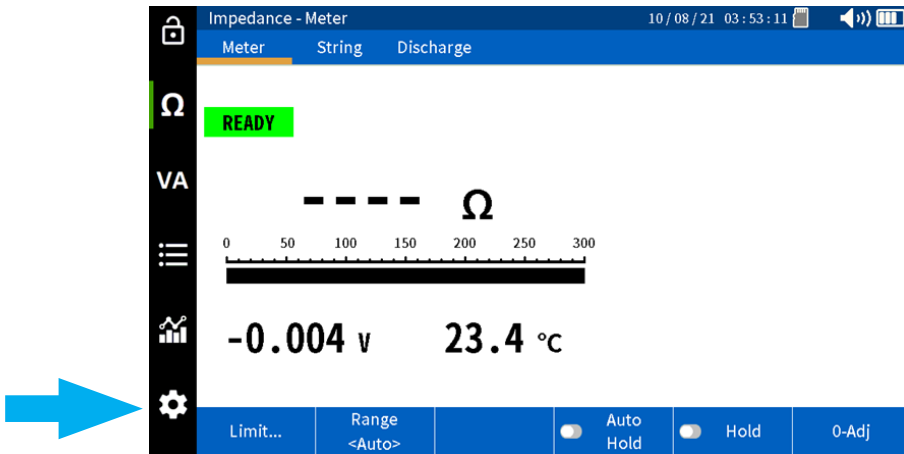 Impedance - Meter 10/08/21 03:53:11
Meter String Discharge
Ω
READY
VA
---- Ω
0 50 100 150 200 250 300
-0.004 V 23.4 °C
Limit... Range <Auto> Auto Hold Hold 0-Adj